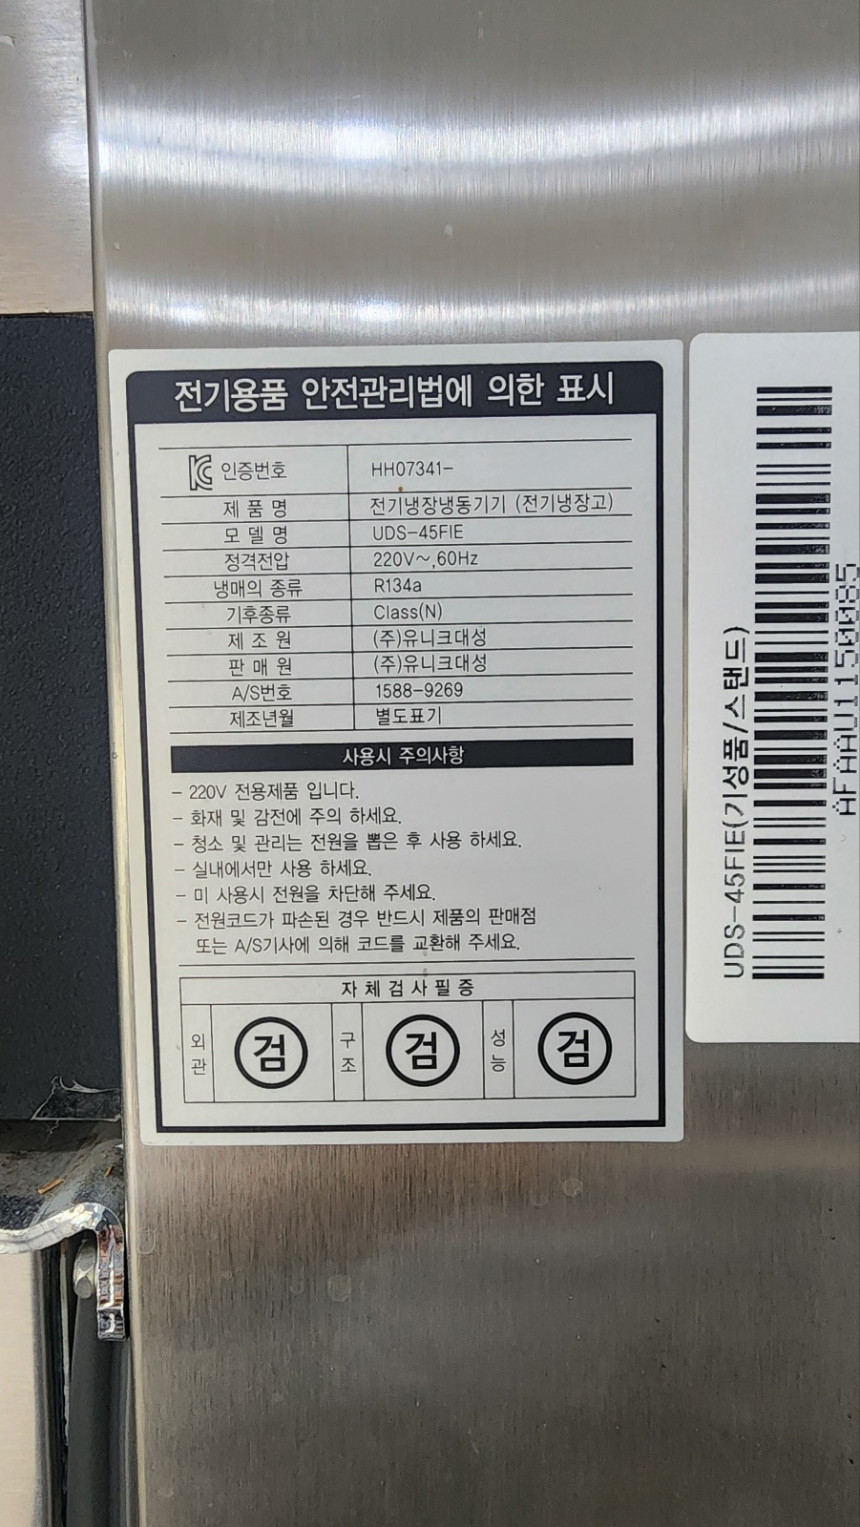 전기용품 안전관리법에 의한 표시
인증번호 HH07341-
제 품 명 전기냉장냉동기기 (전기냉장고)
모 델 명 UDS-45FIE
정격전압 220V~,60Hz
냉매의 종류 R134a
기후종류 Class(N)
제 조 원 (주)유니크대성
판 매 원 (주)유니크대성
A/S번호 1588-9269
제조년월 별도표기
사용시 주의사항
- 220V 전용제품 입니다.
- 화재 및 감전에 주의 하세요.
- 청소 및 관리는 전원을 뽑은 후 사용 하세요.
- 실내에서만 사용 하세요.
- 미 사용시 전원을 차단해 주세요.
- 전원코드가 파손된 경우 반드시 제품의 판매점
또는 A/S기사에 의해 코드를 교환해 주세요.
자체검사필증
외관 검 구조 검 성능 검
UDS-45FIE(기성품/스탠드)
AFAAU1150085